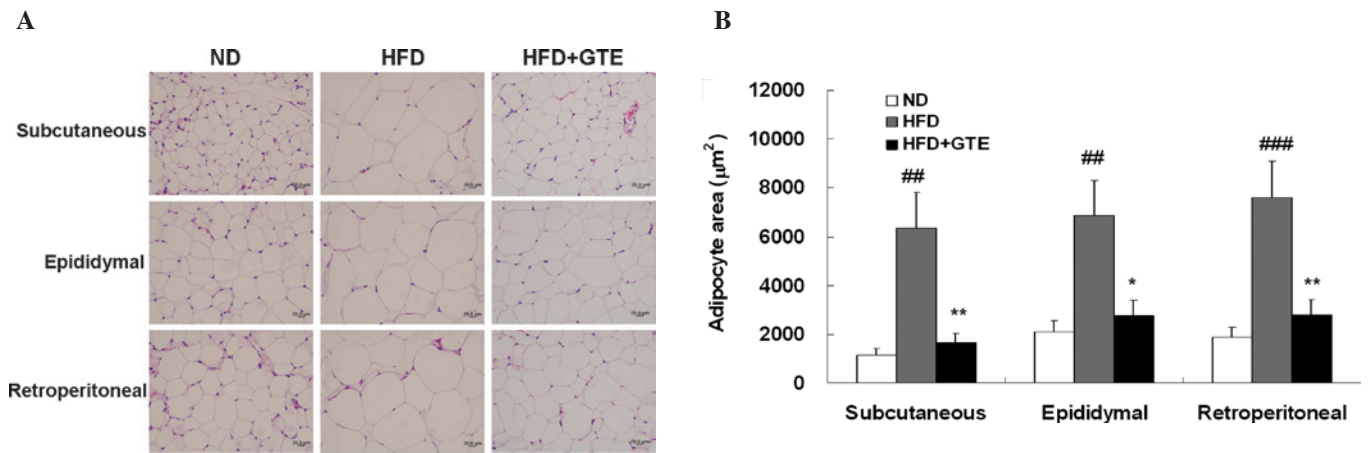 A
B
ND HFD HFD+GTE
Subcutaneous
Epididymal
Retroperitoneal
Adipocyte area (μm²)
12000
10000
8000
6000
4000
2000
0
ND
HFD
HFD+GTE
## ** ## * ### **
Subcutaneous Epididymal Retroperitoneal